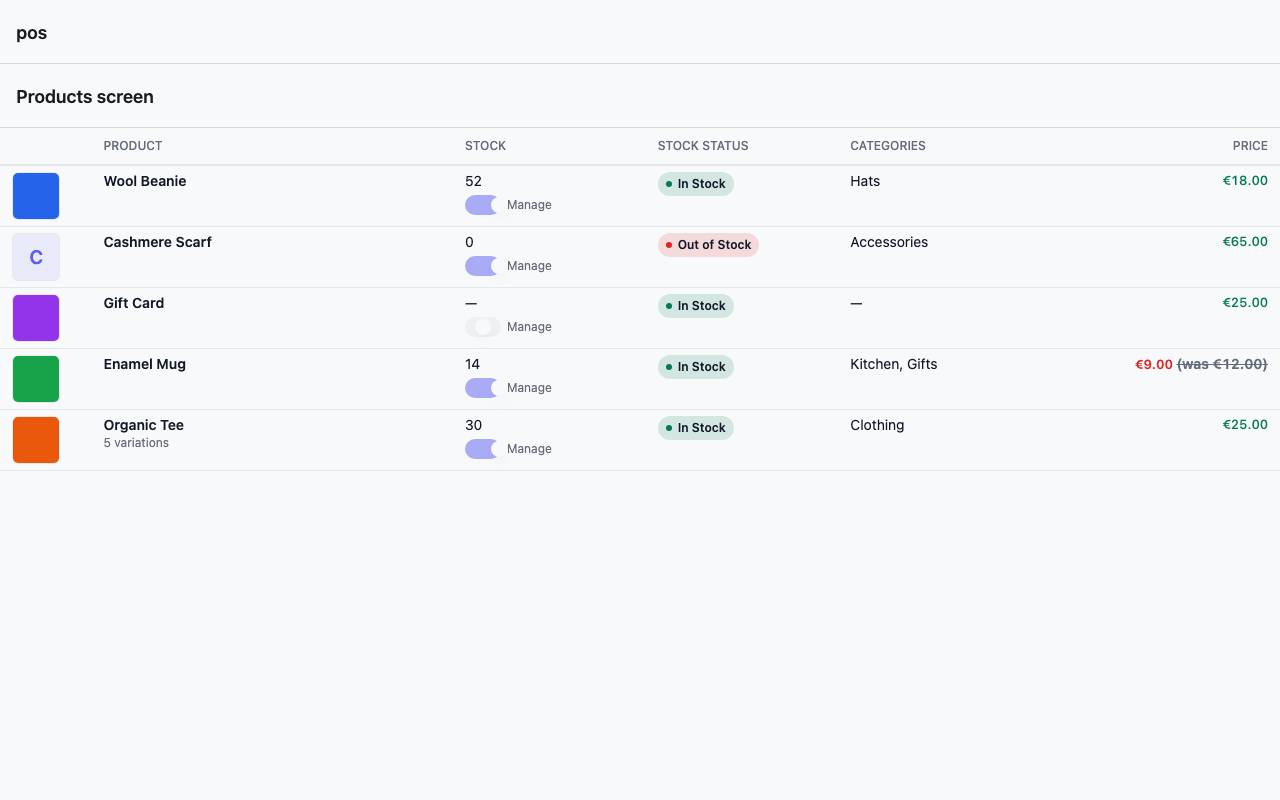 pos
Products screen
PRODUCT STOCK STOCK STATUS CATEGORIES PRICE
Wool Beanie 52 In Stock Hats €18.00
Manage
C Cashmere Scarf 0 Out of Stock Accessories €65.00
Manage
Gift Card — In Stock — €25.00
Manage
Enamel Mug 14 In Stock Kitchen, Gifts €9.00 (was €12.00)
Manage
Organic Tee 30 In Stock Clothing €25.00
5 variations Manage